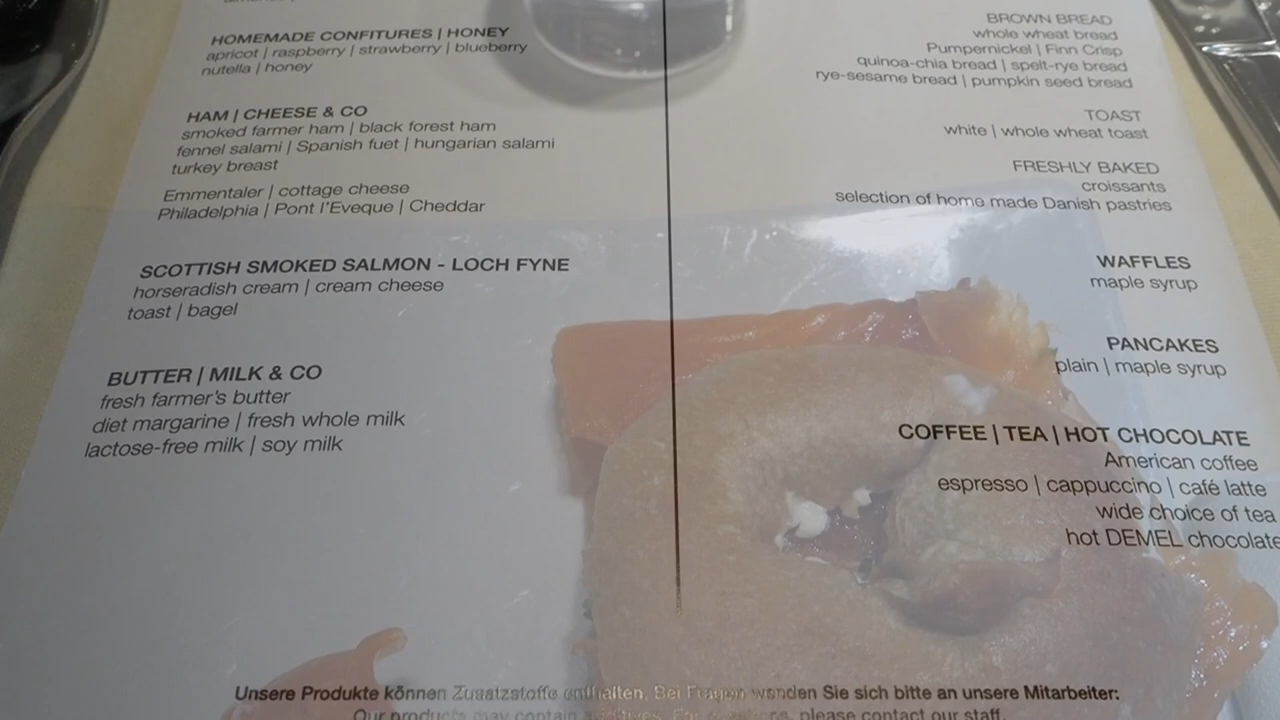 HOMEMADE CONFITURES | HONEY
apricot | raspberry | strawberry | blueberry
nutella | honey
HAM | CHEESE & CO
smoked farmer ham | black forest ham
fennel salami | Spanish fuet | hungarian salami
turkey breast
Emmentaler | cottage cheese
Philadelphia | Pont l'Eveque | Cheddar
SCOTTISH SMOKED SALMON - LOCH FYNE
horseradish cream | cream cheese
toast | bagel
BUTTER | MILK & CO
fresh farmer's butter
diet margarine | fresh whole milk
lactose-free milk | soy milk
BROWN BREAD
whole wheat bread
Pumpernickel | Finn Crisp
quinoa-chia bread | spelt-rye bread
rye-sesame bread | pumpkin seed bread
TOAST
white | whole wheat toast
FRESHLY BAKED
croissants
selection of home made Danish pastries
WAFFLES
maple syrup
PANCAKES
plain | maple syrup
COFFEE | TEA | HOT CHOCOLATE
American coffee
espresso | cappuccino | café latte
wide choice of tea
hot DEMEL chocolate
Unsere Produkte können Zusatzstoffe enthalten. Bei Fragen wenden Sie sich bitte an unsere Mitarbeiter:
Our products may contain additives. For questions, please contact our staff.